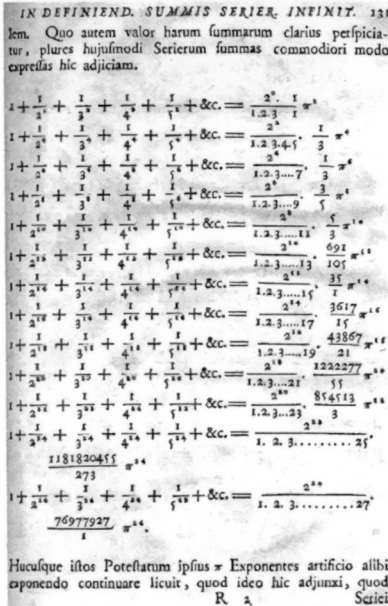 IN DEFINIEND. SUMMIS SERIER. INFINIT. 131
lem. Quo autem valor harum ſummarum clarius perſpicia-
tur, plures hujuſmodi Serierum ſummas commodiori modo
expreſſas hic adjiciam.
1 + 1/2² + 1/3² + 1/4² + 1/5² + &c. = 2⁰/1.2.3 . 1/1 π²
1 + 1/2⁴ + 1/3⁴ + 1/4⁴ + 1/5⁴ + &c. = 2²/1.2.3.4.5 . 1/3 π⁴
1 + 1/2⁶ + 1/3⁶ + 1/4⁶ + 1/5⁶ + &c. = 2⁴/1.2.3....7 . 1/3 π⁶
1 + 1/2⁸ + 1/3⁸ + 1/4⁸ + 1/5⁸ + &c. = 2⁶/1.2.3....9 . 3/5 π⁸
1 + 1/2¹⁰ + 1/3¹⁰ + 1/4¹⁰ + 1/5¹⁰ + &c. = 2⁸/1.2.3.....11 . 5/3 π¹⁰
1 + 1/2¹² + 1/3¹² + 1/4¹² + 1/5¹² + &c. = 2¹⁰/1.2.3.....13 . 691/105 π¹²
1 + 1/2¹⁴ + 1/3¹⁴ + 1/4¹⁴ + 1/5¹⁴ + &c. = 2¹²/1.2.3.....15 . 35/1 π¹⁴
1 + 1/2¹⁶ + 1/3¹⁶ + 1/4¹⁶ + 1/5¹⁶ + &c. = 2¹⁴/1.2.3.....17 . 3617/15 π¹⁶
1 + 1/2¹⁸ + 1/3¹⁸ + 1/4¹⁸ + 1/5¹⁸ + &c. = 2¹⁶/1.2.3.....19 . 43867/21 π¹⁸
1 + 1/2²⁰ + 1/3²⁰ + 1/4²⁰ + 1/5²⁰ + &c. = 2¹⁸/1.2.3....21 . 1222277/55 π²⁰
1 + 1/2²² + 1/3²² + 1/4²² + 1/5²² + &c. = 2²⁰/1.2.3....23 . 854513/3 π²²
1 + 1/2²⁴ + 1/3²⁴ + 1/4²⁴ + 1/5²⁴ + &c. = 2²²/1. 2. 3.........25.
1181820455/273 π²⁴
1 + 1/2²⁶ + 1/3²⁶ + 1/4²⁶ + 1/5²⁶ + &c. = 2²⁴/1. 2. 3.........27.
76977927/1 π²⁶.
Hucuſque iſtos Poteſtatum ipſius π Exponentes artificio alibi
exponendo continuare licuit, quod ideo hic adjunxi, quod
R 2 Seriei